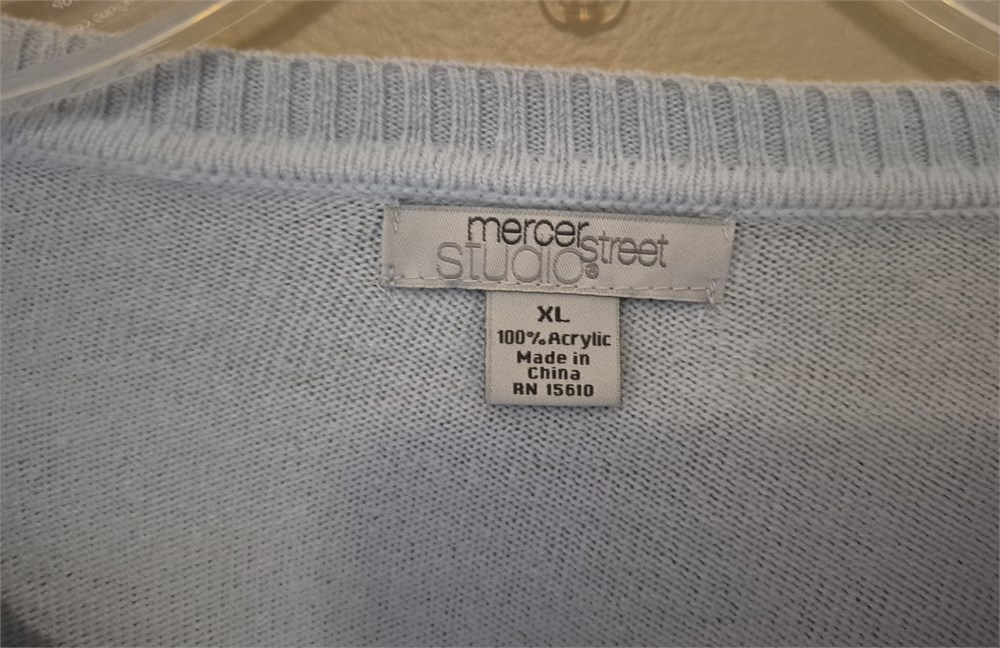 mercer street
studio®
XL
100% Acrylic
Made in
China
RN 15610